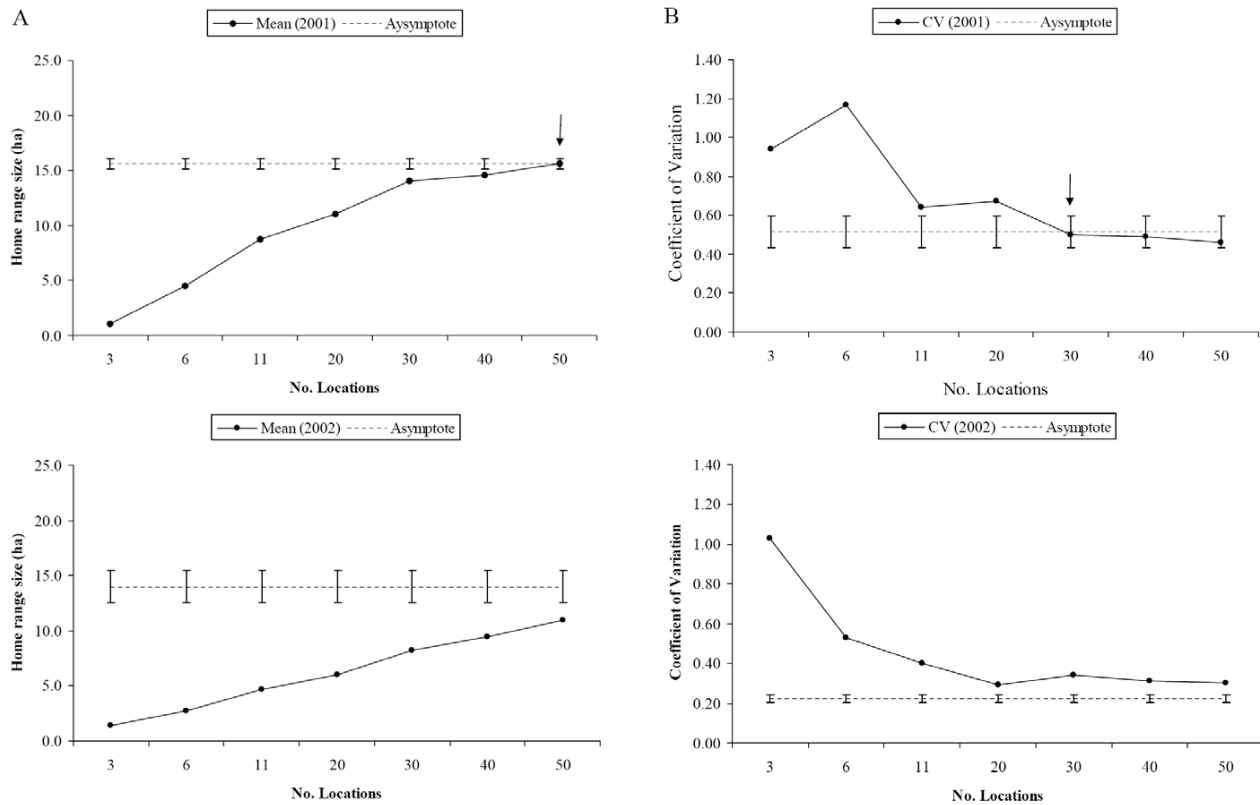 A
Mean (2001) Aysymptote
Home range size (ha)
25.0
20.0
15.0
10.0
5.0
0.0
3 6 11 20 30 40 50
No. Locations
B
CV (2001) Aysymptote
Coefficient of Variation
1.40
1.20
1.00
0.80
0.60
0.40
0.20
0.00
3 6 11 20 30 40 50
No. Locations
Mean (2002) Asymptote
Home range size (ha)
25.0
20.0
15.0
10.0
5.0
0.0
3 6 11 20 30 40 50
No. Locations
CV (2002) Asymptote
Coefficient of Variation
1.40
1.20
1.00
0.80
0.60
0.40
0.20
0.00
3 6 11 20 30 40 50
No. Locations